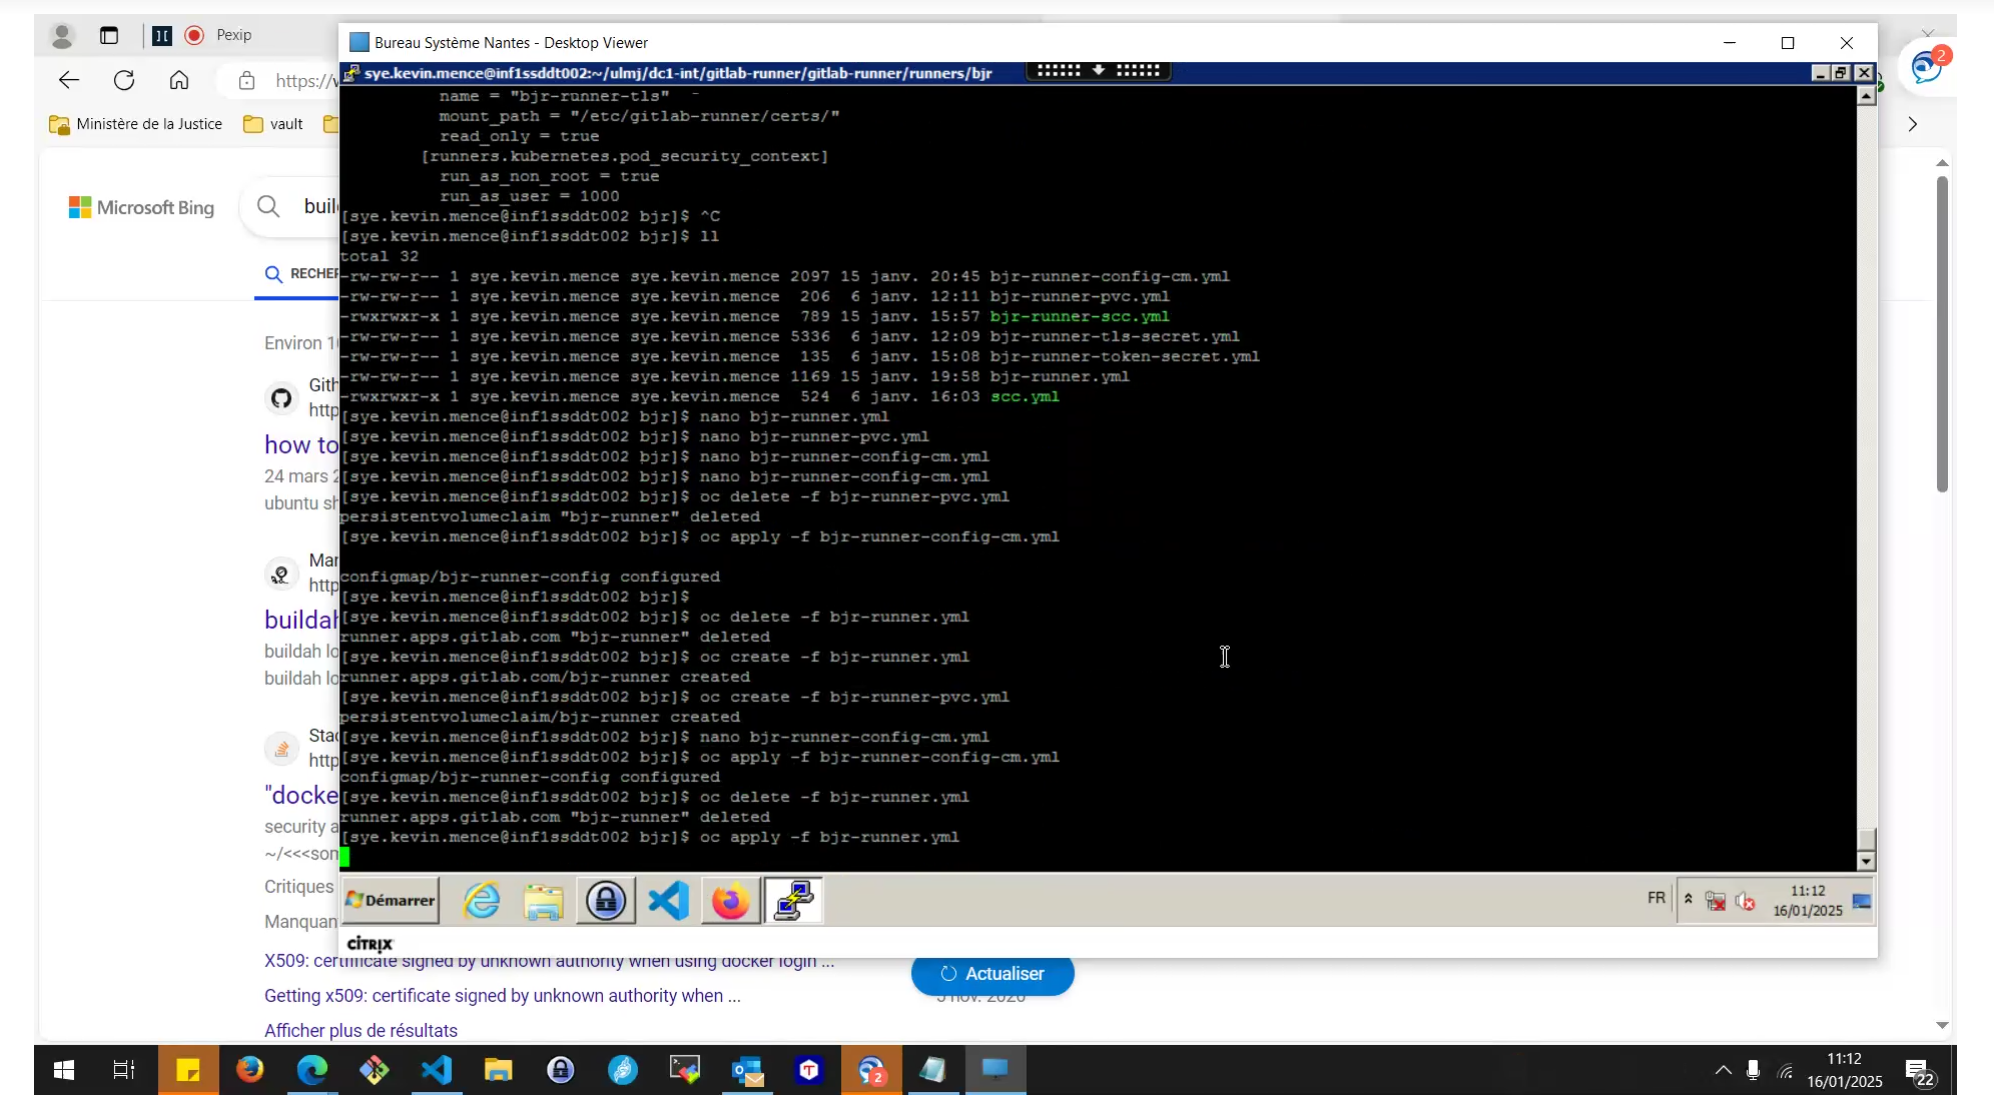 Pexip
Bureau Système Nantes - Desktop Viewer
https://v
sye.kevin.mence@inf1ssddt002:~/ulmj/dc1-int/gitlab-runner/gitlab-runner/runners/bjr
2
Ministère de la Justice
vault
Microsoft Bing
buil
RECHER
Environ 1
Gith
http
how to
24 mars 2
ubuntu sh
Man
http
buildah
buildah lo
buildah lo
Stac
http
"docke
security a
~/<<<som
Critiques
Manquan
name = "bjr-runner-tls"
mount_path = "/etc/gitlab-runner/certs/"
read_only = true
[runners.kubernetes.pod_security_context]
run_as_non_root = true
run_as_user = 1000
[sye.kevin.mence@inf1ssddt002 bjr]$ ^C
[sye.kevin.mence@inf1ssddt002 bjr]$ ll
total 32
-rw-rw-r-- 1 sye.kevin.mence sye.kevin.mence 2097 15 janv. 20:45 bjr-runner-config-cm.yml
-rw-rw-r-- 1 sye.kevin.mence sye.kevin.mence  206  6 janv. 12:11 bjr-runner-pvc.yml
-rwxrwxr-x 1 sye.kevin.mence sye.kevin.mence  789 15 janv. 15:57 bjr-runner-scc.yml
-rw-rw-r-- 1 sye.kevin.mence sye.kevin.mence 5336  6 janv. 12:09 bjr-runner-tls-secret.yml
-rw-rw-r-- 1 sye.kevin.mence sye.kevin.mence  135  6 janv. 15:08 bjr-runner-token-secret.yml
-rw-rw-r-- 1 sye.kevin.mence sye.kevin.mence 1169 15 janv. 19:58 bjr-runner.yml
-rwxrwxr-x 1 sye.kevin.mence sye.kevin.mence  524  6 janv. 16:03 scc.yml
[sye.kevin.mence@inf1ssddt002 bjr]$ nano bjr-runner.yml
[sye.kevin.mence@inf1ssddt002 bjr]$ nano bjr-runner-pvc.yml
[sye.kevin.mence@inf1ssddt002 bjr]$ nano bjr-runner-config-cm.yml
[sye.kevin.mence@inf1ssddt002 bjr]$ nano bjr-runner-config-cm.yml
[sye.kevin.mence@inf1ssddt002 bjr]$ oc delete -f bjr-runner-pvc.yml
persistentvolumeclaim "bjr-runner" deleted
[sye.kevin.mence@inf1ssddt002 bjr]$ oc apply -f bjr-runner-config-cm.yml
configmap/bjr-runner-config configured
[sye.kevin.mence@inf1ssddt002 bjr]$
[sye.kevin.mence@inf1ssddt002 bjr]$ oc delete -f bjr-runner.yml
runner.apps.gitlab.com "bjr-runner" deleted
[sye.kevin.mence@inf1ssddt002 bjr]$ oc create -f bjr-runner.yml
runner.apps.gitlab.com/bjr-runner created
[sye.kevin.mence@inf1ssddt002 bjr]$ oc create -f bjr-runner-pvc.yml
persistentvolumeclaim/bjr-runner created
[sye.kevin.mence@inf1ssddt002 bjr]$ nano bjr-runner-config-cm.yml
[sye.kevin.mence@inf1ssddt002 bjr]$ oc apply -f bjr-runner-config-cm.yml
configmap/bjr-runner-config configured
[sye.kevin.mence@inf1ssddt002 bjr]$ oc delete -f bjr-runner.yml
runner.apps.gitlab.com "bjr-runner" deleted
[sye.kevin.mence@inf1ssddt002 bjr]$ oc apply -f bjr-runner.yml
Démarrer
FR
11:12
16/01/2025
citrix
X509: certificate signed by unknown authority when using docker login ...
Actualiser
Getting x509: certificate signed by unknown authority when ...
5 nov. 2020
Afficher plus de résultats
2
11:12
16/01/2025
22